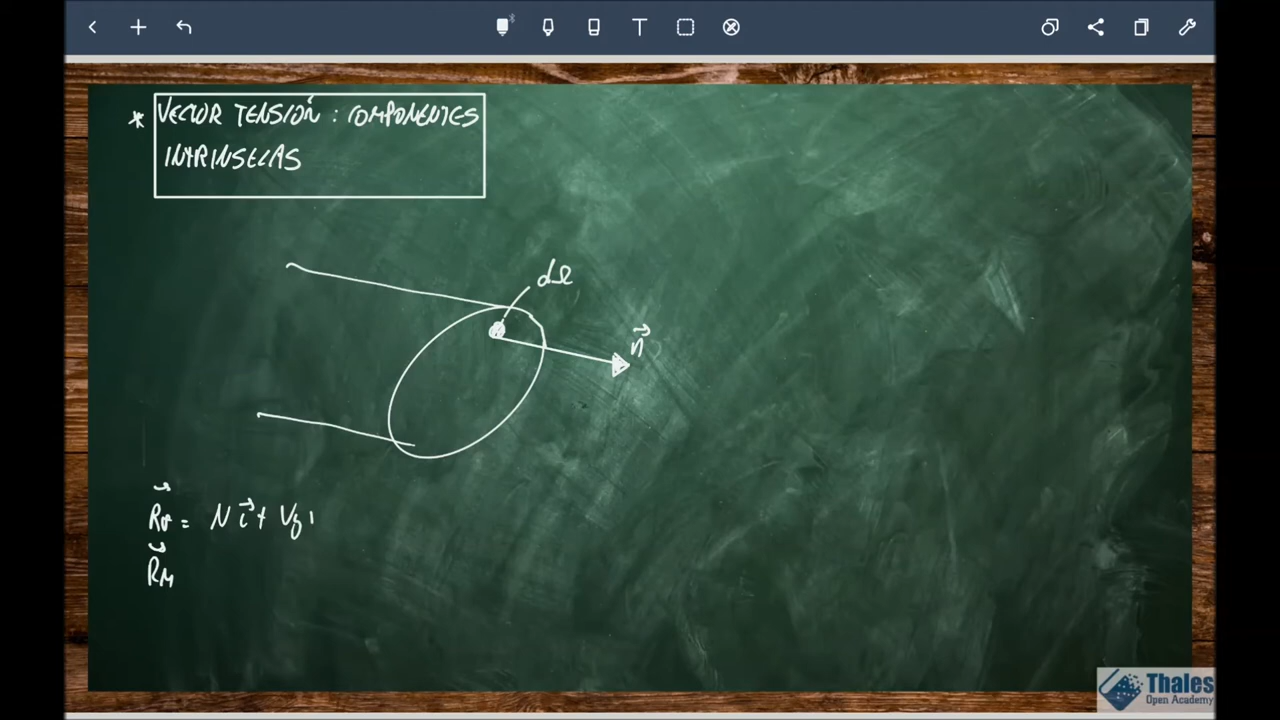 * VECTOR TENSIÓN : COMPONENTES
INTRINSECAS
dΩ
n⃗
R⃗F = N i⃗ + Vy
R⃗M
T
Thales
Open Academy